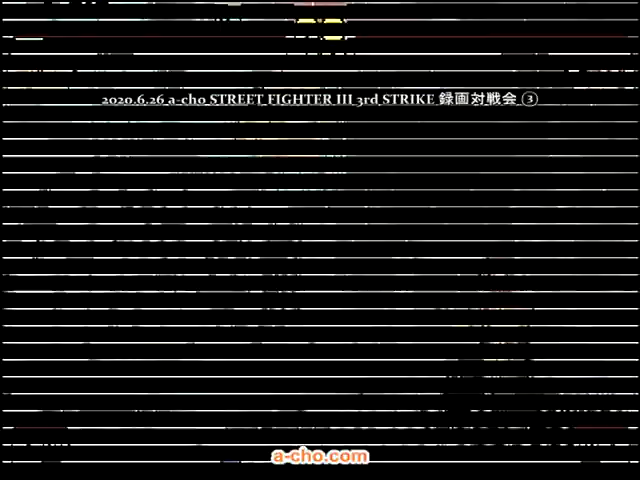 2020.6.26 a-cho STREET FIGHTER III 3rd STRIKE 録画対戦会 ③
a-cho.com